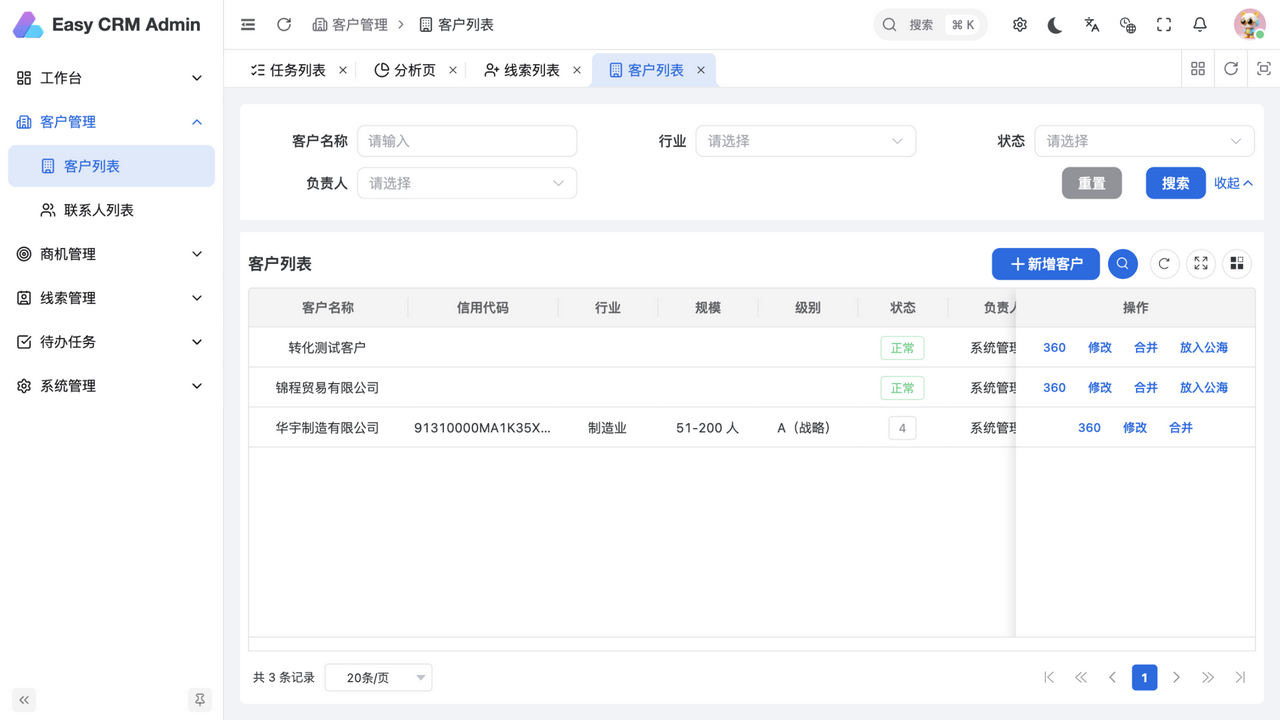 Easy CRM Admin
客户管理
客户列表
搜索
⌘ K
任务列表
分析页
线索列表
客户列表
工作台
客户管理
客户列表
联系人列表
商机管理
线索管理
待办任务
系统管理
客户名称
请输入
行业
请选择
状态
请选择
负责人
请选择
重置
搜索
收起
客户列表
新增客户
客户名称 信用代码 行业 规模 级别 状态 负责人 操作
转化测试客户 正常 系统管理 360 修改 合并 放入公海
锦程贸易有限公司 正常 系统管理 360 修改 合并 放入公海
华宇制造有限公司 91310000MA1K35X... 制造业 51-200 人 A（战略） 4 系统管理 360 修改 合并
共 3 条记录
20条/页
1